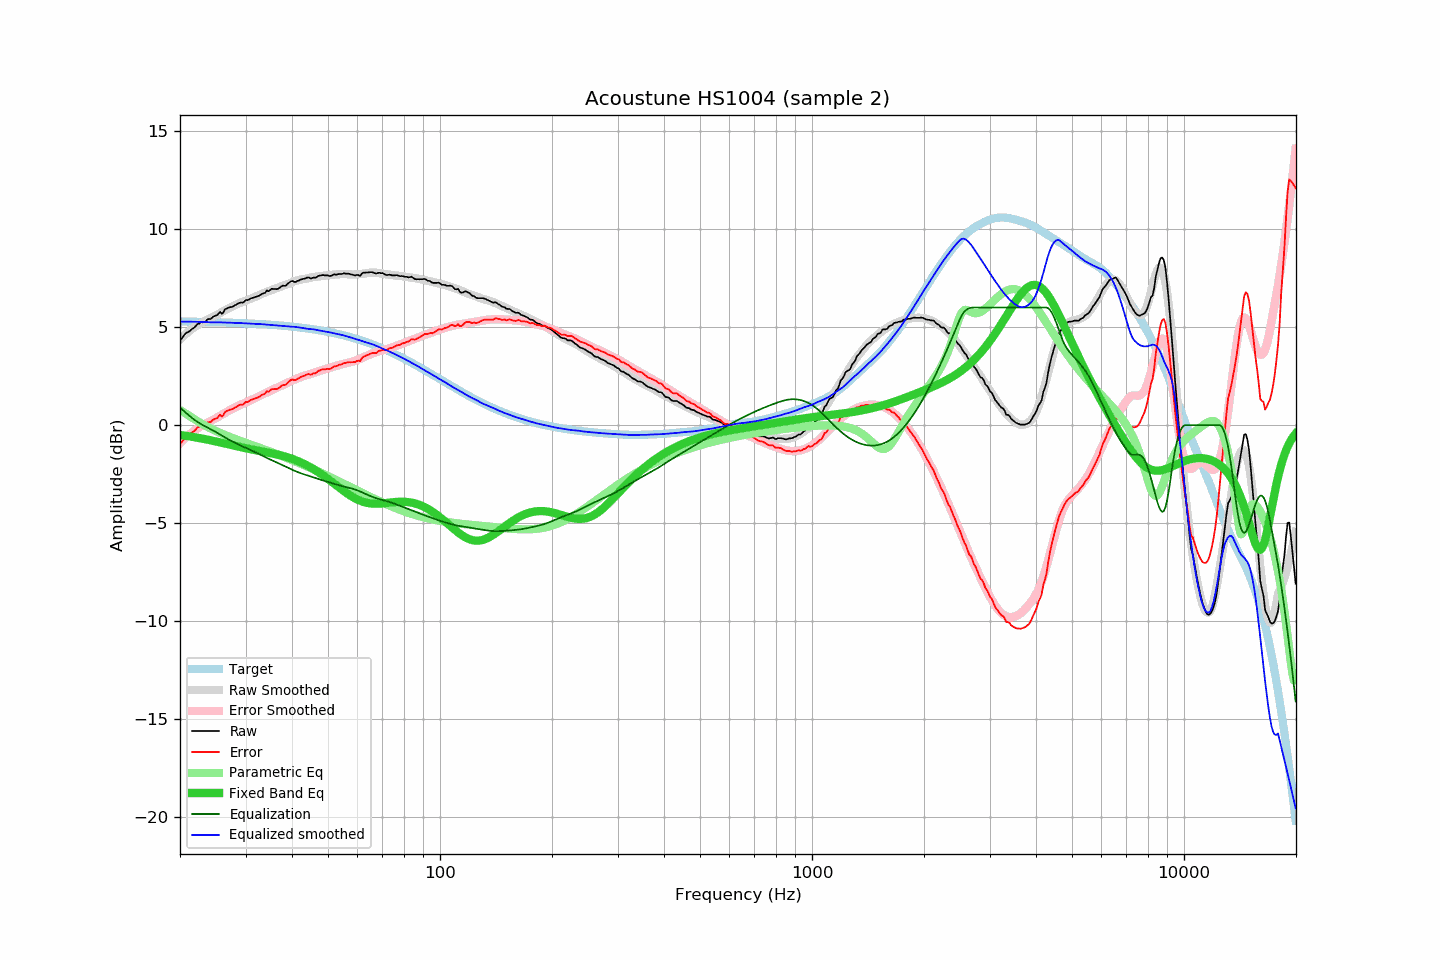 Acoustune HS1004 (sample 2)
15
10
5
0
−5
−10
−15
−20
Amplitude (dBr)
Target
Raw Smoothed
Error Smoothed
Raw
Error
Parametric Eq
Fixed Band Eq
Equalization
Equalized smoothed
100 1000 10000
Frequency (Hz)